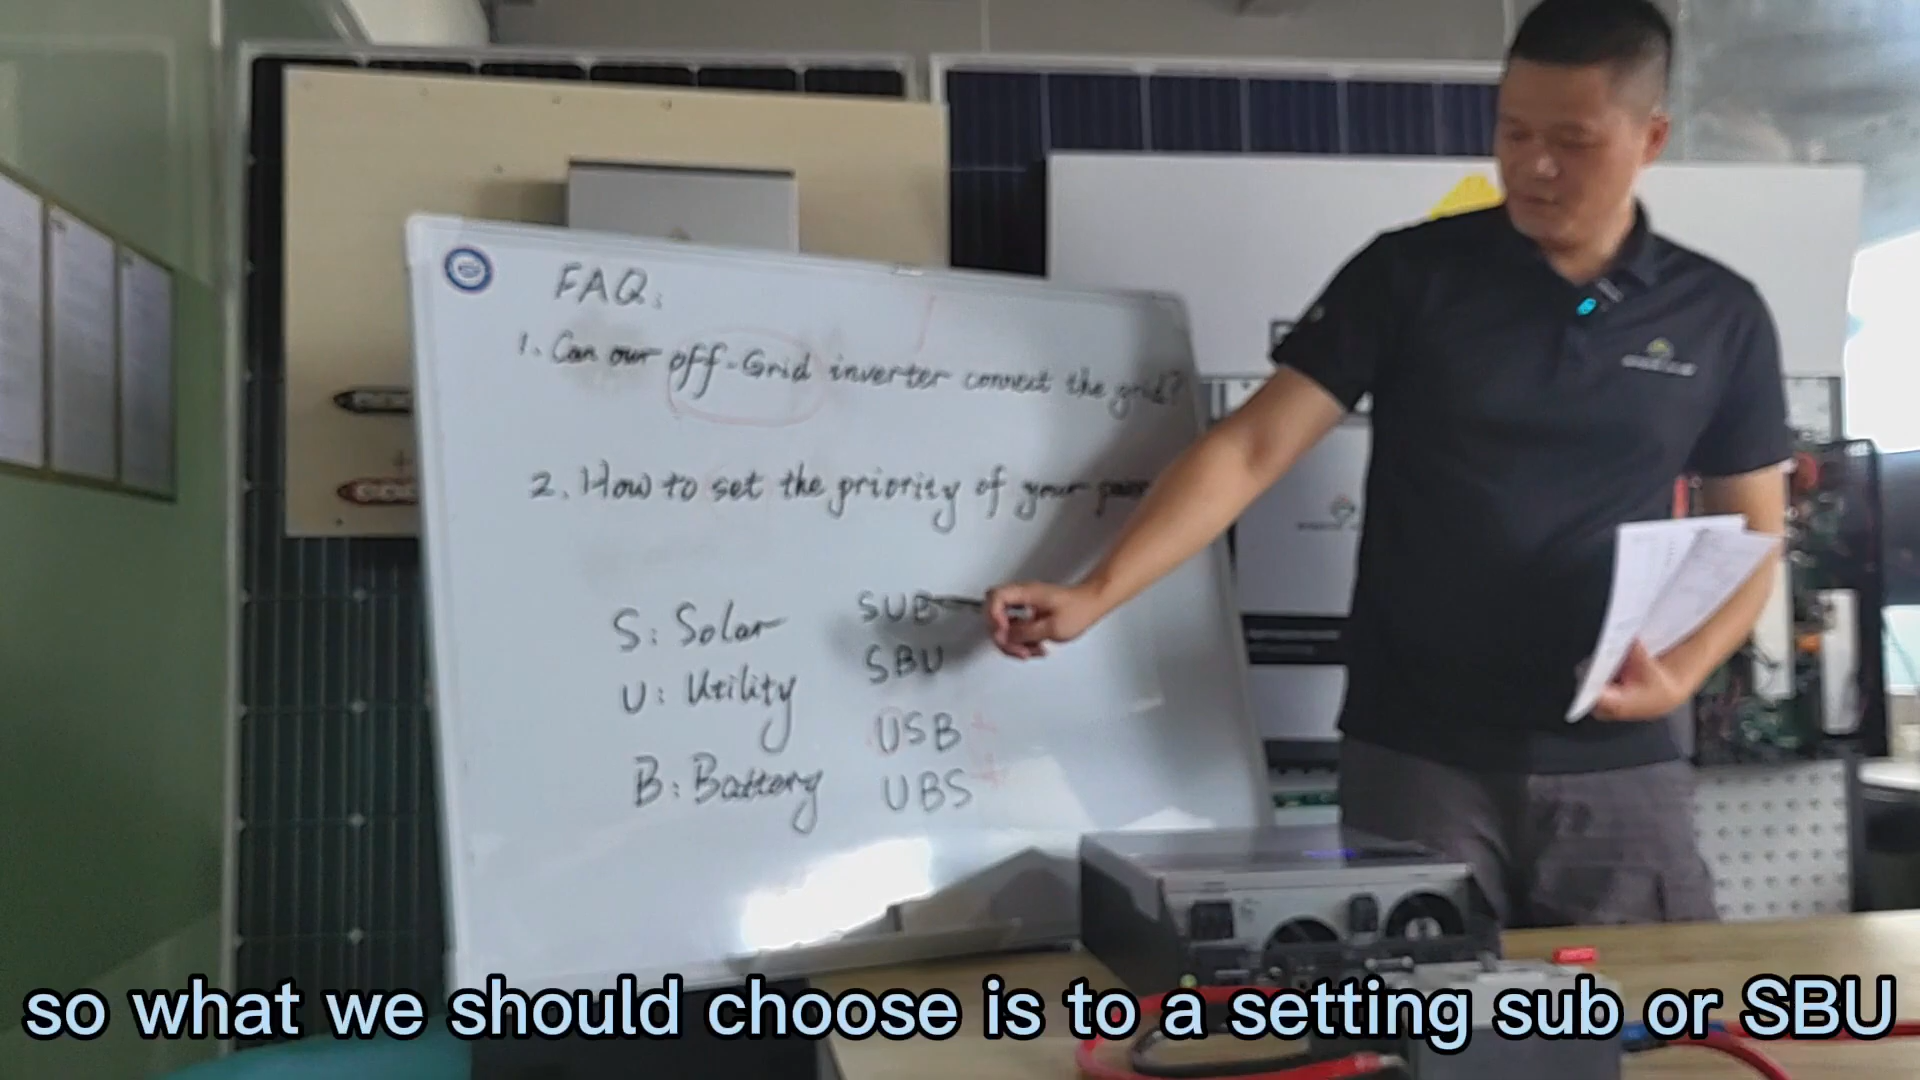 FAQ:
1. Can our off-Grid inverter connect the grid?
2. How to set the priority of your
S: Solar
U: Utility
B: Battery
SUB
SBU
USB
UBS
so what we should choose is to a setting sub or SBU